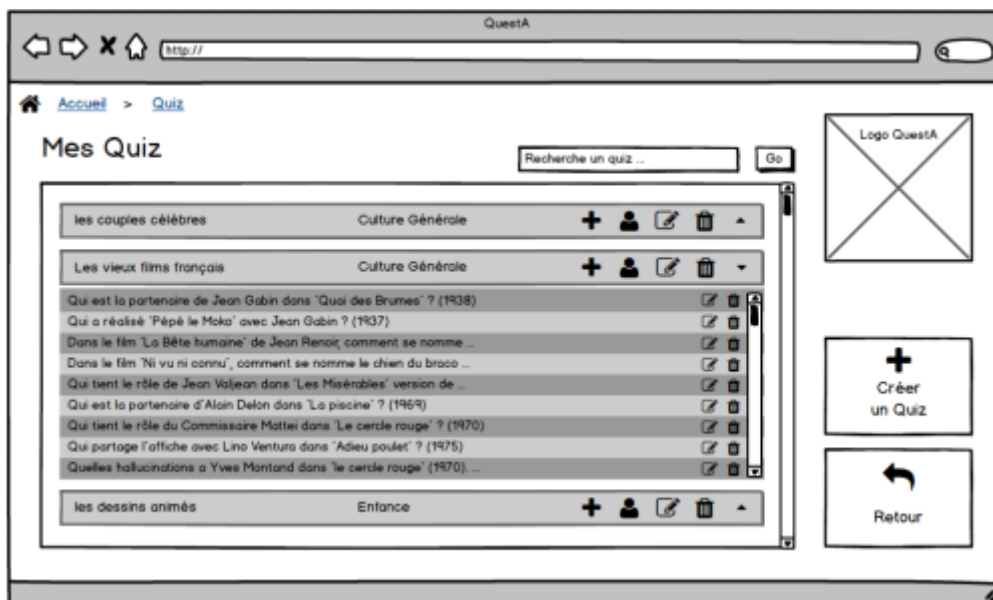 QuestA
http://
Accueil > Quiz
Mes Quiz
Recherche un quiz ...
Go
Logo QuestA
les couples célèbres Culture Générale
Les vieux films français Culture Générale
Qui est la partenaire de Jean Gabin dans 'Quai des Brumes' ? (1938)
Qui a réalisé 'Pépé le Moko' avec Jean Gabin ? (1937)
Dans le film 'La Bête humaine' de Jean Renoir, comment se nomme ...
Dans le film 'Ni vu ni connu', comment se nomme le chien du braco ...
Qui tient le rôle de Jean Valjean dans 'Les Misérables' version de ...
Qui est la partenaire d'Alain Delon dans 'La piscine' ? (1969)
Qui tient le rôle du Commissaire Mattei dans 'Le cercle rouge' ? (1970)
Qui partage l'affiche avec Lino Ventura dans 'Adieu poulet' ? (1975)
Quelles hallucinations a Yves Montand dans 'le cercle rouge' (1970). ...
les dessins animés Enfance
Créer
un Quiz
Retour